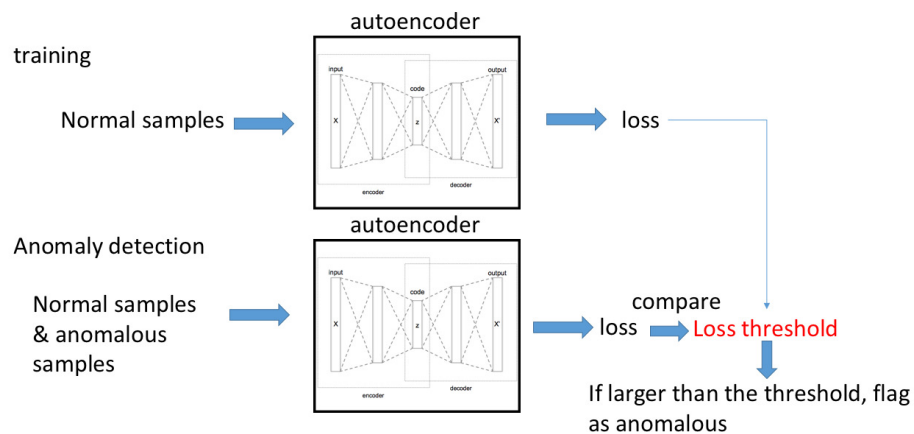 autoencoder
training
input
output
code
Normal samples
X
z
X'
loss
encoder
decoder
autoencoder
Anomaly detection
input
output
code
Normal samples
& anomalous
samples
X
z
X'
compare
loss
Loss threshold
encoder
decoder
If larger than the threshold, flag
as anomalous